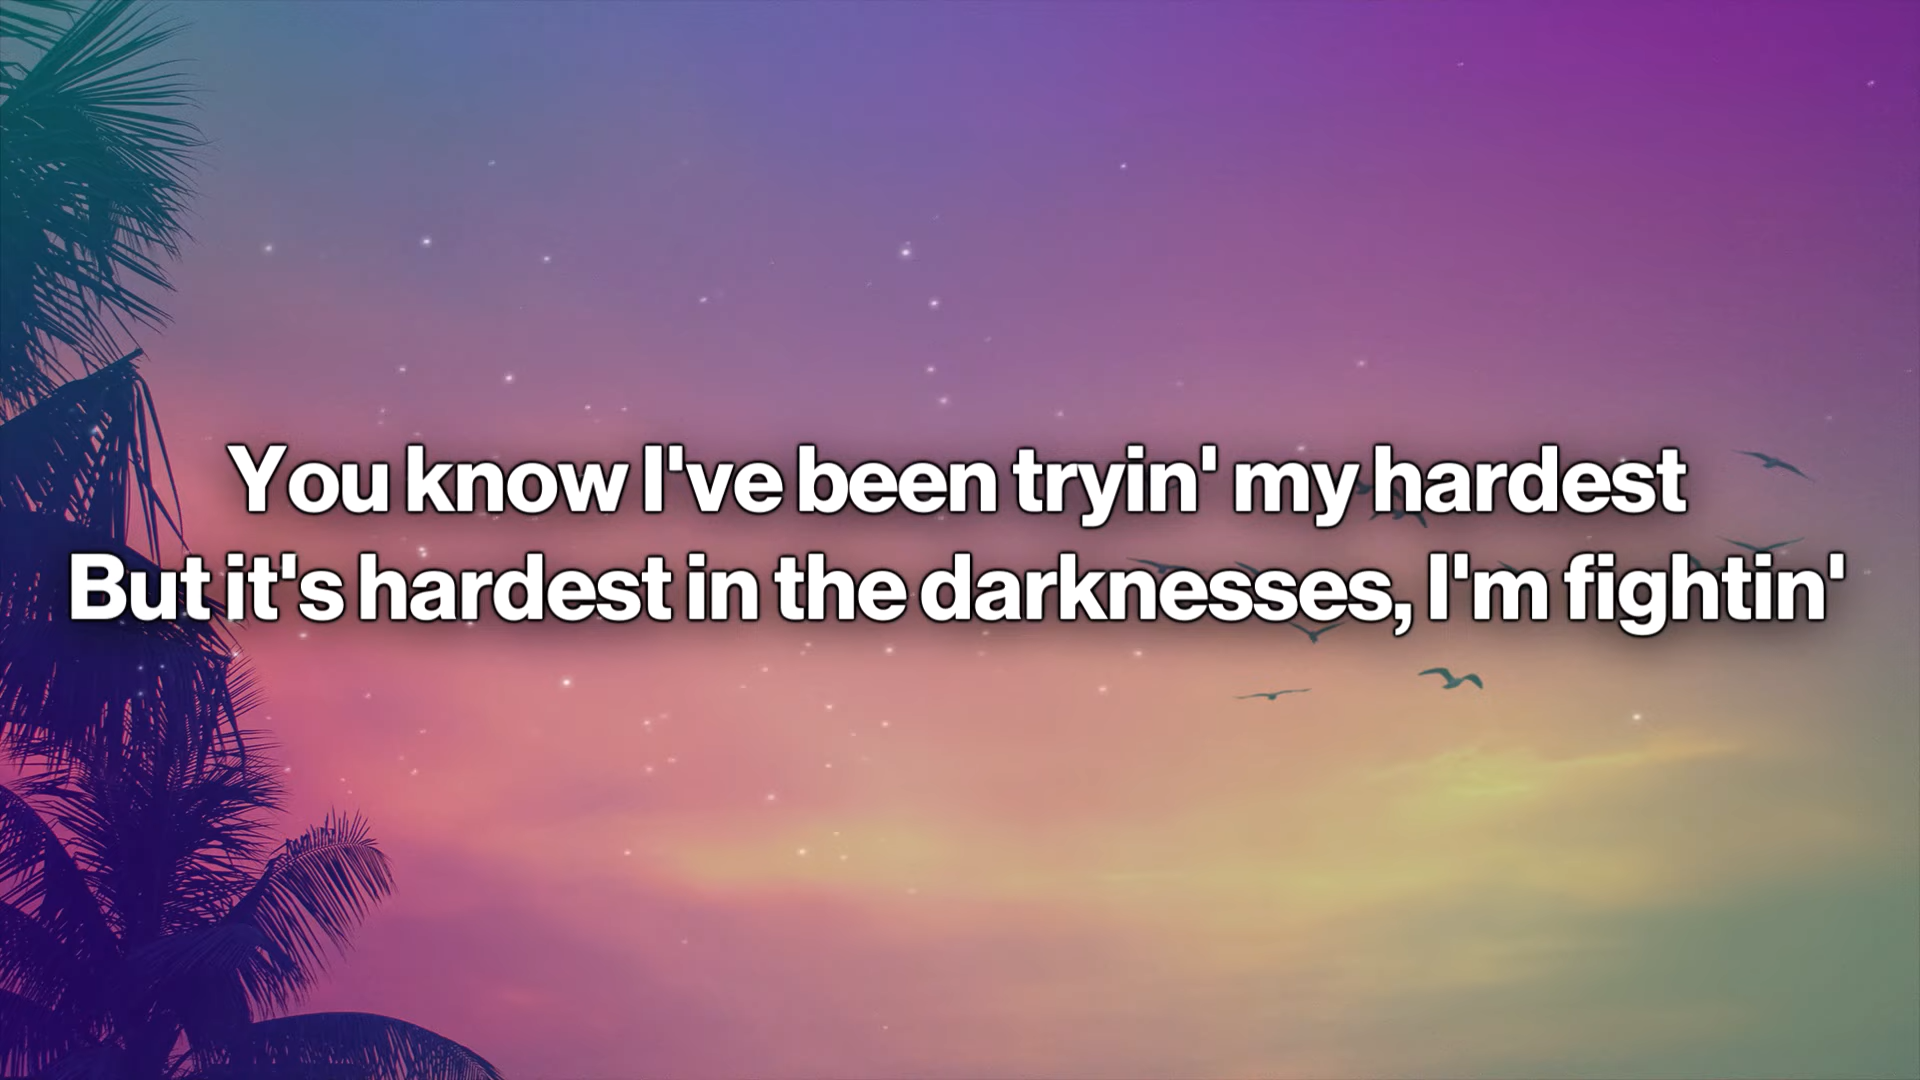 You know I've been tryin' my hardest
But it's hardest in the darknesses, I'm fightin'